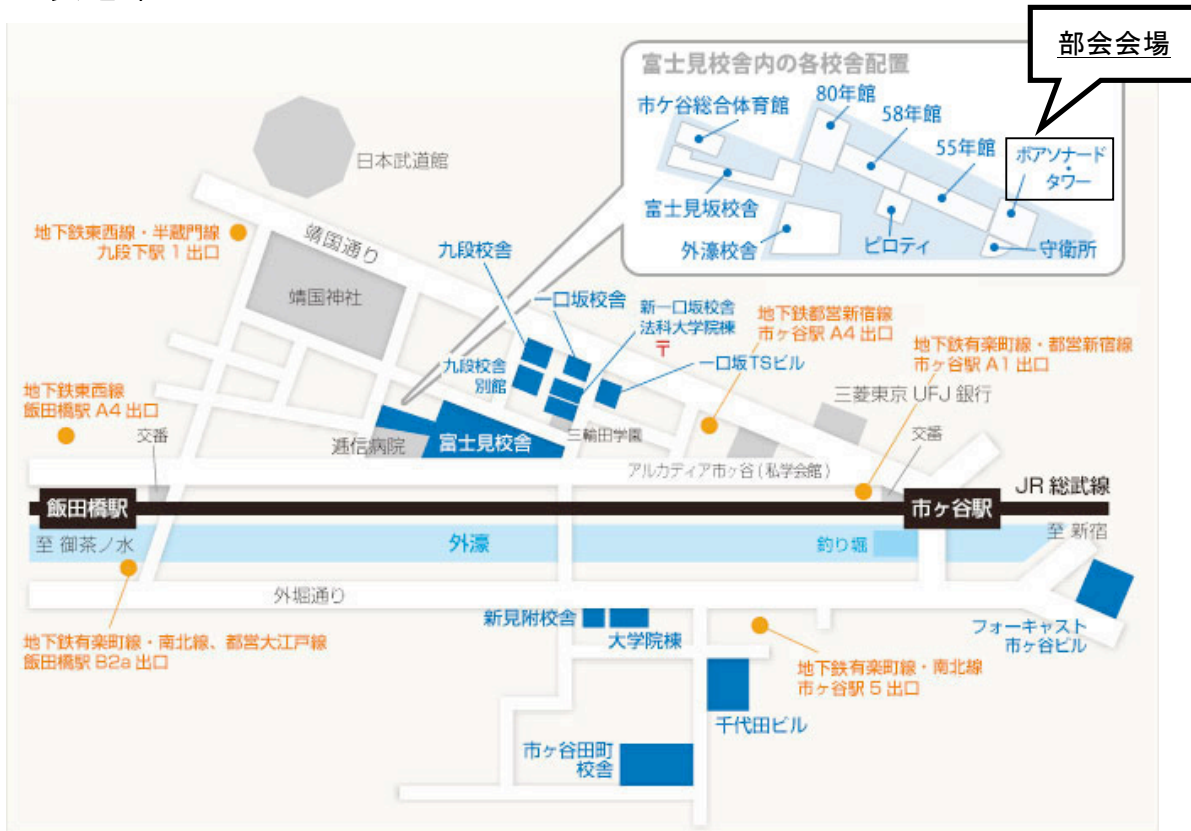 部会会場
富士見校舎内の各校舎配置
市ケ谷総合体育館
80年館
58年館
55年館
ボアソナード
・
タワー
富士見坂校舎
外濠校舎
ピロティ
守衛所
日本武道館
地下鉄東西線・半蔵門線
九段下駅 1 出口
靖国通り
靖国神社
九段校舎
一口坂校舎
新一口坂校舎
法科大学院棟
〒
地下鉄都営新宿線
市ヶ谷駅 A4 出口
地下鉄有楽町線・都営新宿線
市ヶ谷駅 A1 出口
九段校舎
別館
一口坂TSビル
三菱東京 UFJ 銀行
地下鉄東西線
飯田橋駅 A4 出口
交番
逓信病院
富士見校舎
三輪田学園
交番
アルカディア市ヶ谷(私学会館)
JR 総武線
飯田橋駅
市ヶ谷駅
至 御茶ノ水
外濠
釣り堀
至 新宿
外堀通り
新見附校舎
大学院棟
フォーキャスト
市ヶ谷ビル
地下鉄有楽町線・南北線、都営大江戸線
飯田橋駅 B2a 出口
地下鉄有楽町線・南北線
市ヶ谷駅 5 出口
千代田ビル
市ヶ谷田町
校舎